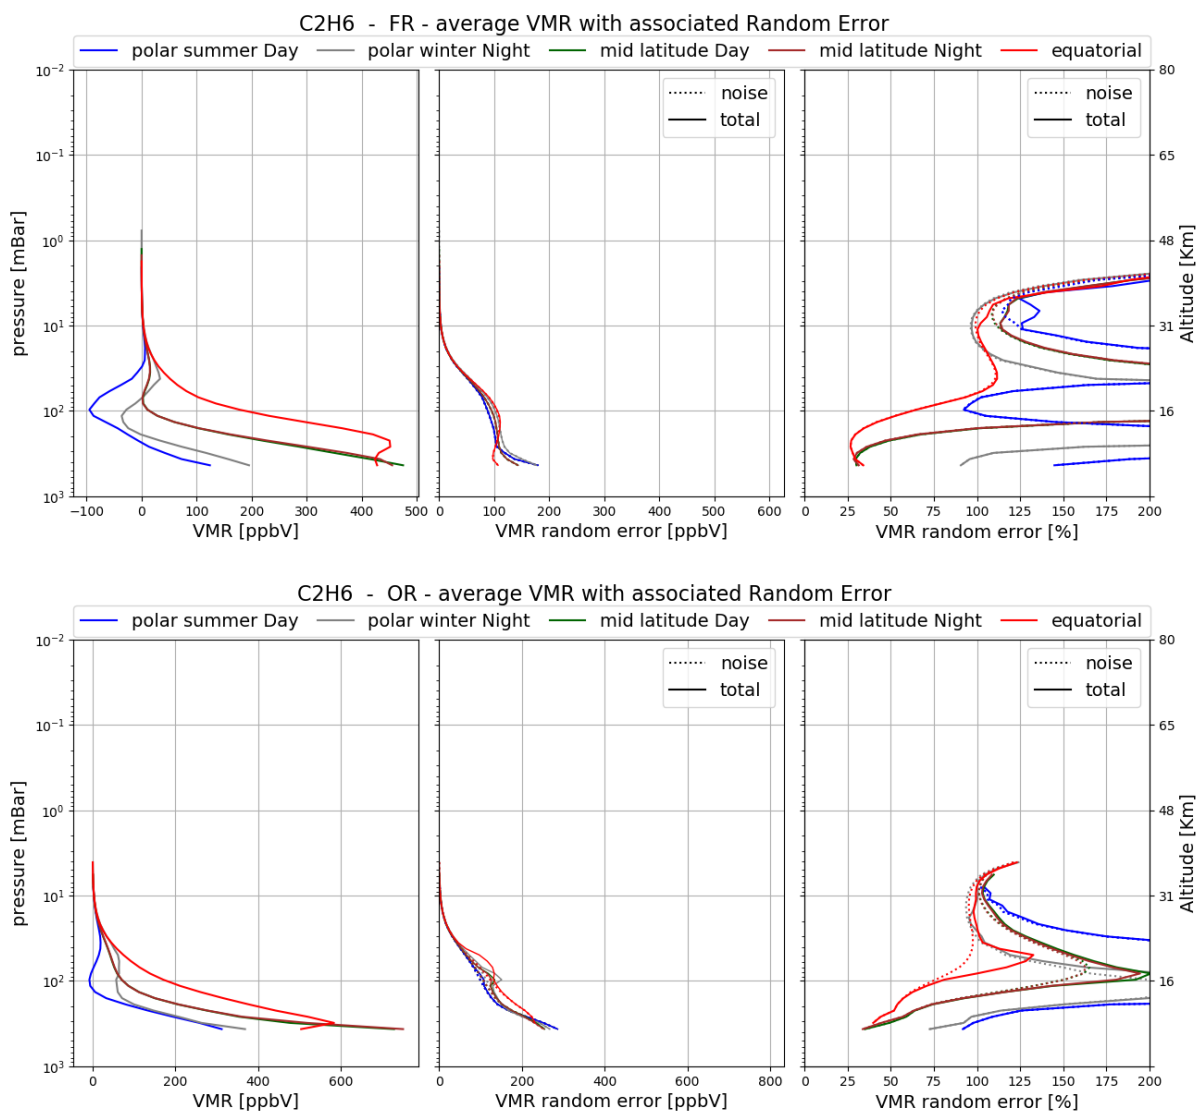 C2H6 - FR - average VMR with associated Random Error
polar summer Day polar winter Night mid latitude Day mid latitude Night equatorial
noise
total
noise
total
10⁻²
10⁻¹
10⁰
10¹
10²
10³
pressure [mBar]
80
65
48
31
16
Altitude [Km]
−100 0 100 200 300 400 500
0 100 200 300 400 500 600
0 25 50 75 100 125 150 175 200
VMR [ppbV]
VMR random error [ppbV]
VMR random error [%]
C2H6 - OR - average VMR with associated Random Error
polar summer Day polar winter Night mid latitude Day mid latitude Night equatorial
noise
total
noise
total
10⁻²
10⁻¹
10⁰
10¹
10²
10³
pressure [mBar]
80
65
48
31
16
Altitude [Km]
0 200 400 600
0 200 400 600 800
0 25 50 75 100 125 150 175 200
VMR [ppbV]
VMR random error [ppbV]
VMR random error [%]